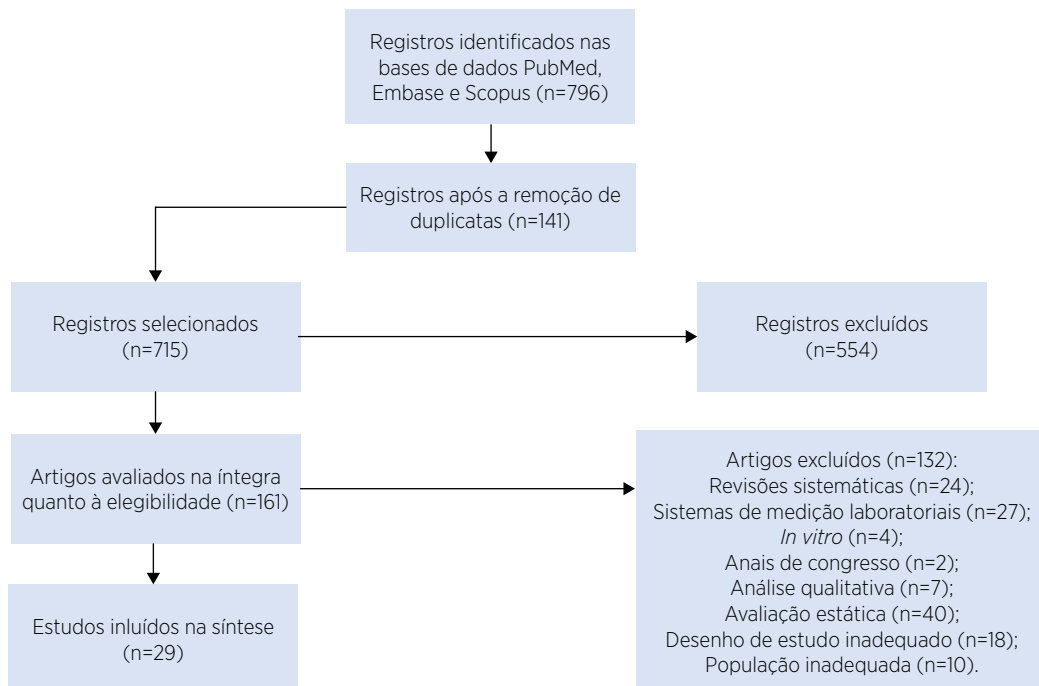 Registros identificados nas
bases de dados PubMed,
Embase e Scopus (n=796)
Registros após a remoção de
duplicatas (n=141)
Registros selecionados
(n=715)
Registros excluídos
(n=554)
Artigos avaliados na íntegra
quanto à elegibilidade (n=161)
Artigos excluídos (n=132):
Revisões sistemáticas (n=24);
Sistemas de medição laboratoriais (n=27);
In vitro (n=4);
Anais de congresso (n=2);
Análise qualitativa (n=7);
Avaliação estática (n=40);
Desenho de estudo inadequado (n=18);
População inadequada (n=10).
Estudos inluídos na síntese
(n=29)